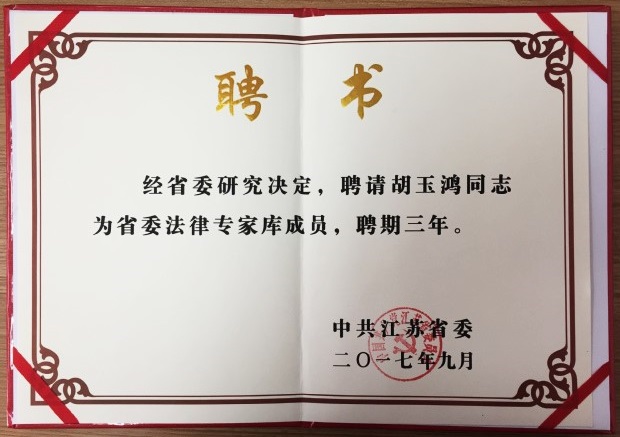 聘书
经省委研究决定，聘请胡玉鸿同志
为省委法律专家库成员，聘期三年。
中共江苏省委
二〇一七年九月